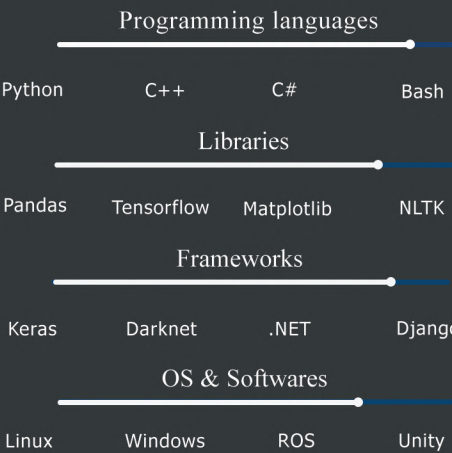 Programming languages
Python C++ C# Bash
Libraries
Pandas Tensorflow Matplotlib NLTK
Frameworks
Keras Darknet .NET Django
OS & Softwares
Linux Windows ROS Unity